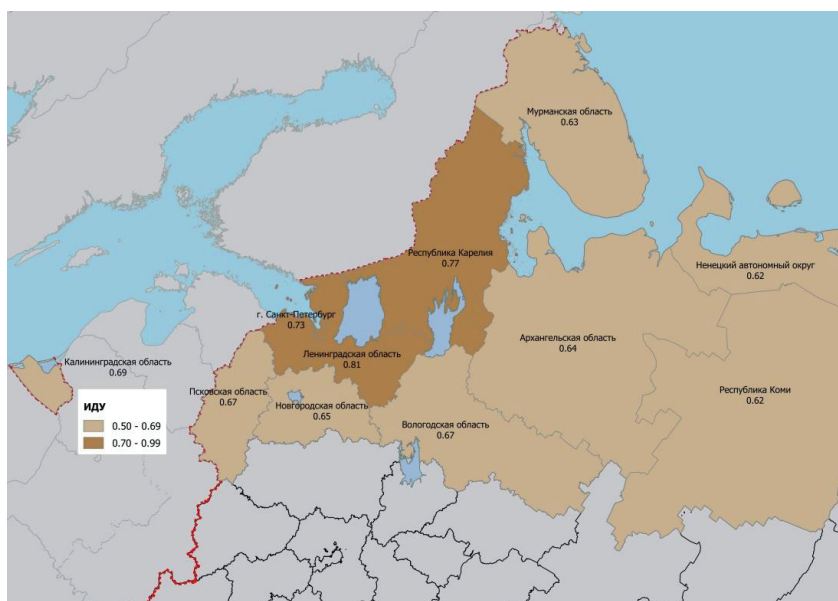 Мурманская область
0.63
Республика Карелия
0.77
Ненецкий автономный округ
0.62
г. Санкт-Петербург
0.73
Архангельская область
0.64
Ленинградская область
0.81
Калининградская область
0.69
Псковская область
0.67
Новгородская область
0.65
Республика Коми
0.62
Вологодская область
0.67
ИДУ
0.50 - 0.69
0.70 - 0.99